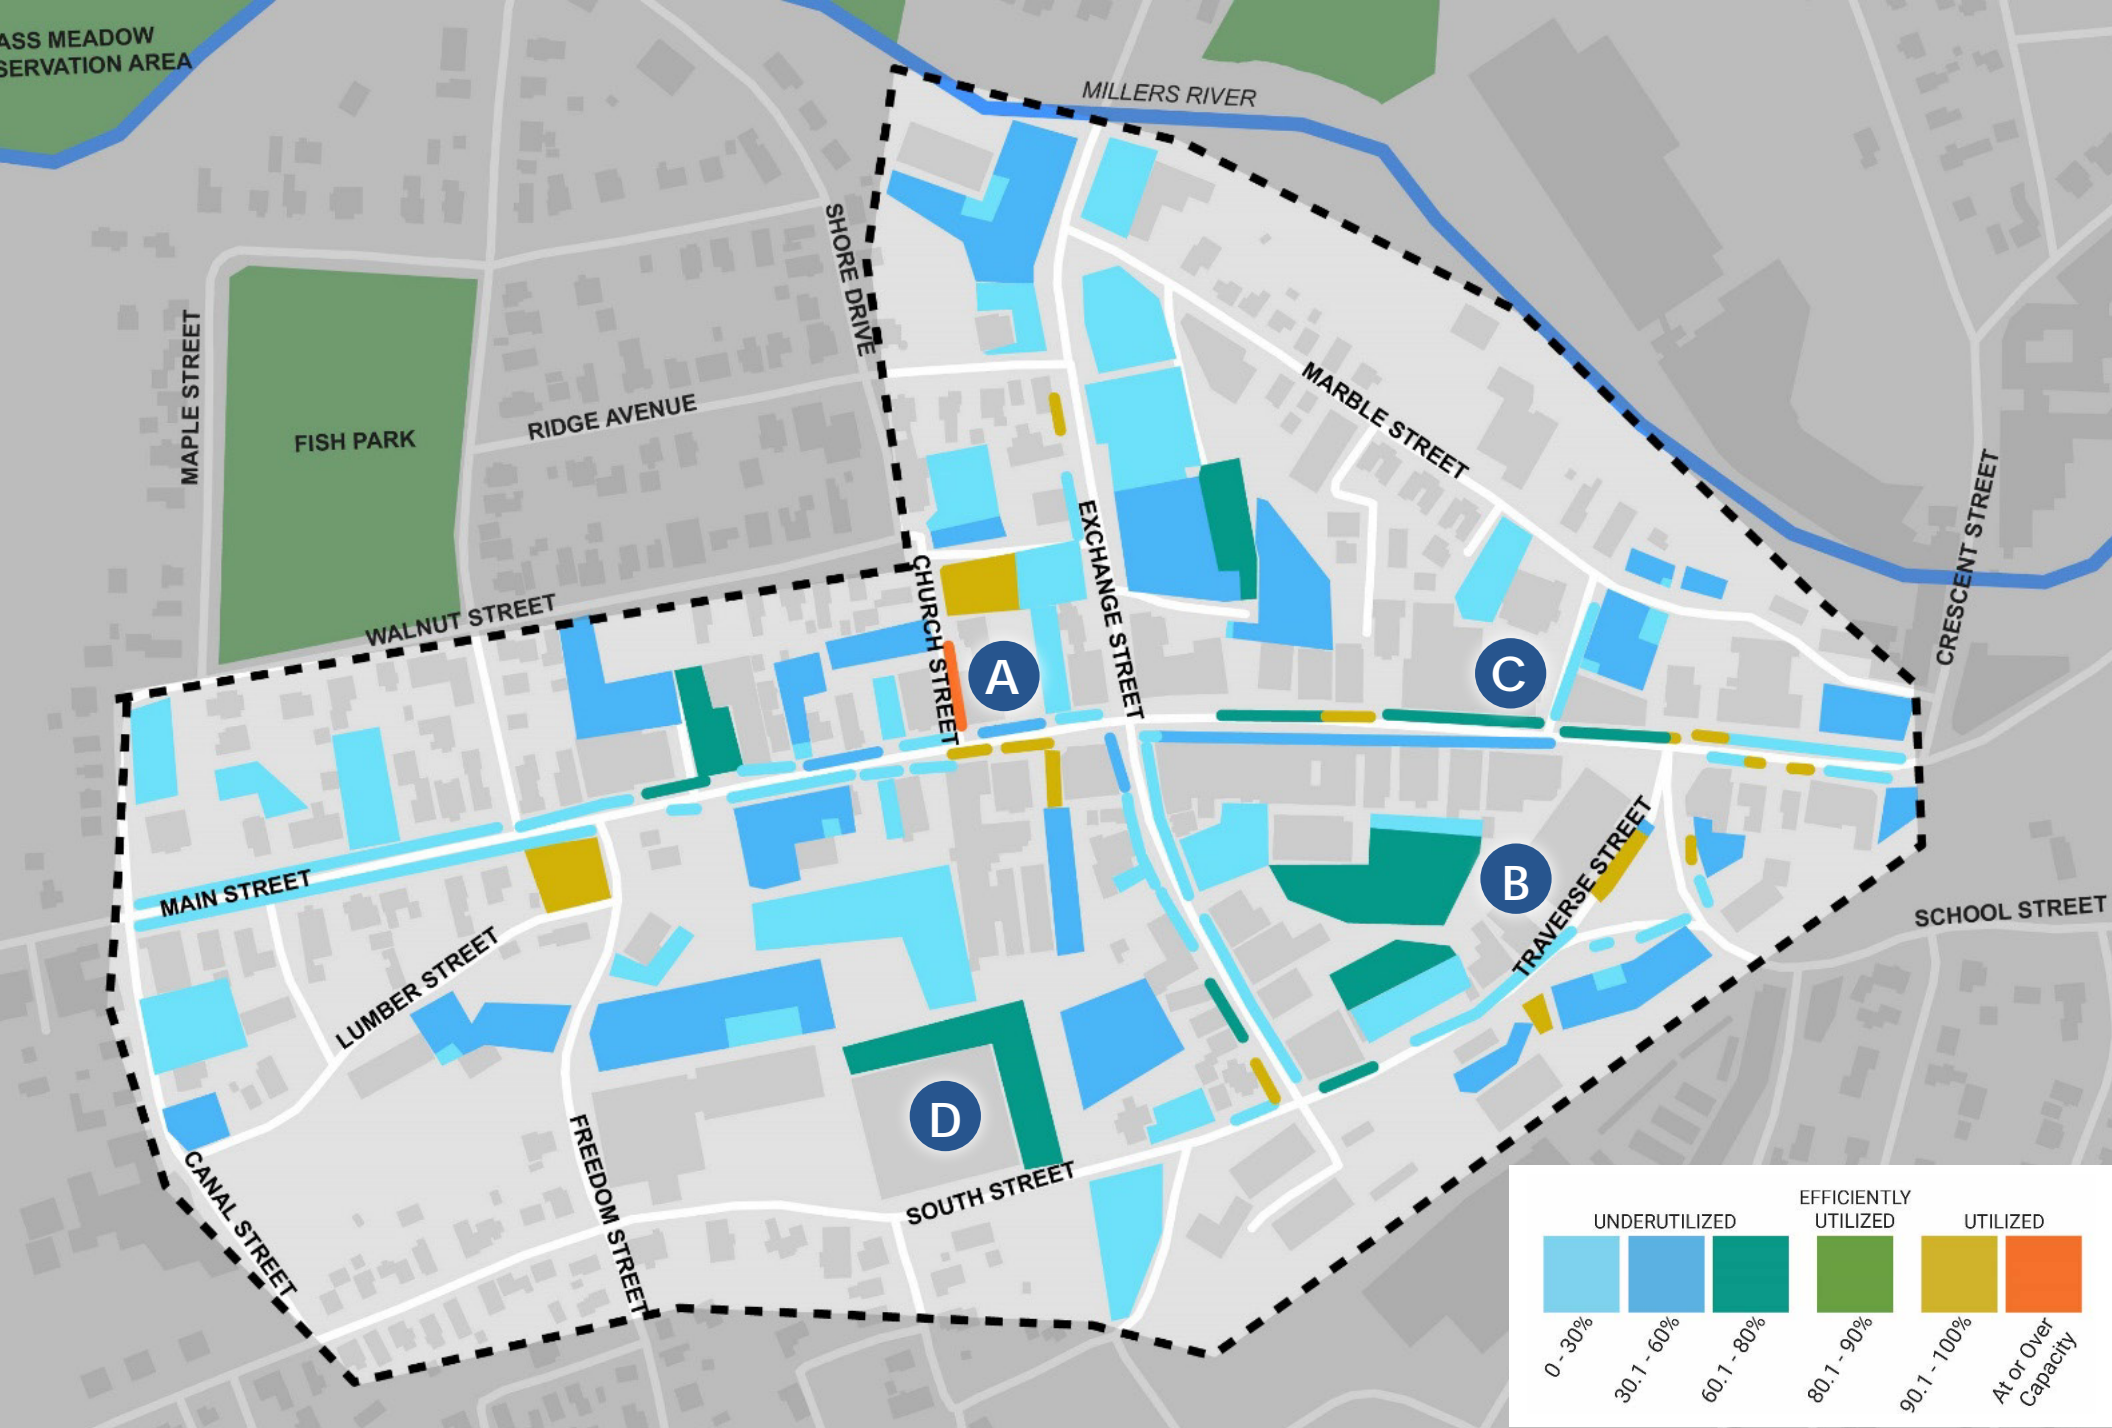 ASS MEADOW
SERVATION AREA
MILLERS RIVER
SHORE DRIVE
MAPLE STREET
FISH PARK
RIDGE AVENUE
MARBLE STREET
CRESCENT STREET
EXCHANGE STREET
CHURCH STREET
WALNUT STREET
A
C
B
MAIN STREET
TRAVERSE STREET
SCHOOL STREET
LUMBER STREET
D
CANAL STREET
FREEDOM STREET
SOUTH STREET
UNDERUTILIZED
EFFICIENTLY
UTILIZED
UTILIZED
0 - 30%
30.1 - 60%
60.1 - 80%
80.1 - 90%
90.1 - 100%
At or Over
Capacity